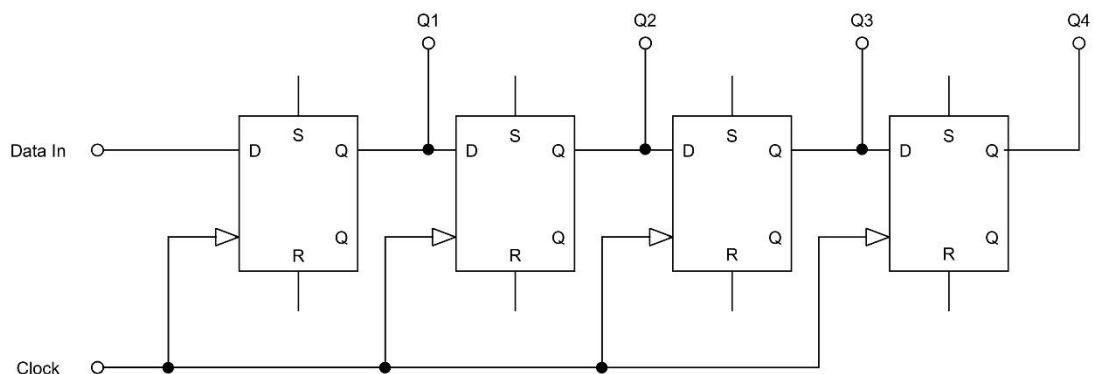 Q1 Q2 Q3 Q4
S S S S
Data In D Q D Q D Q D Q
Q Q Q Q
R R R R
Clock